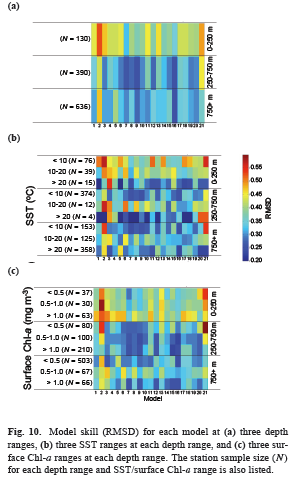 (a)
(N = 130)
0-250 m
(N = 390)
250-750 m
(N = 636)
750+ m
1 2 3 4 5 6 7 8 9 10 11 12 13 14 15 16 17 18 19 20 21
(b)
SST (°C)
< 10 (N = 76)
10-20 (N = 39)
> 20 (N = 15)
0-250 m
< 10 (N = 374)
10-20 (N = 12)
> 20 (N = 4)
250-750 m
< 10 (N = 153)
10-20 (N = 125)
> 20 (N = 358)
750+ m
1 2 3 4 5 6 7 8 9 10 11 12 13 14 15 16 17 18 19 20 21
0.55
0.50
0.45
0.40
0.35
0.30
0.25
0.20
RMSD
(c)
Surface Chl-a (mg m-3)
< 0.5 (N = 37)
0.5-1.0 (N = 30)
> 1.0 (N = 63)
0-250 m
< 0.5 (N = 80)
0.5-1.0 (N = 100)
> 1.0 (N = 210)
250-750 m
< 0.5 (N = 503)
0.5-1.0 (N = 67)
> 1.0 (N = 66)
750+ m
1 2 3 4 5 6 7 8 9 10 11 12 13 14 15 16 17 18 19 20 21
Model
Fig. 10. Model skill (RMSD) for each model at (a) three depth
ranges, (b) three SST ranges at each depth range, and (c) three sur-
face Chl-a ranges at each depth range. The station sample size (N)
for each depth range and SST/surface Chl-a range is also listed.